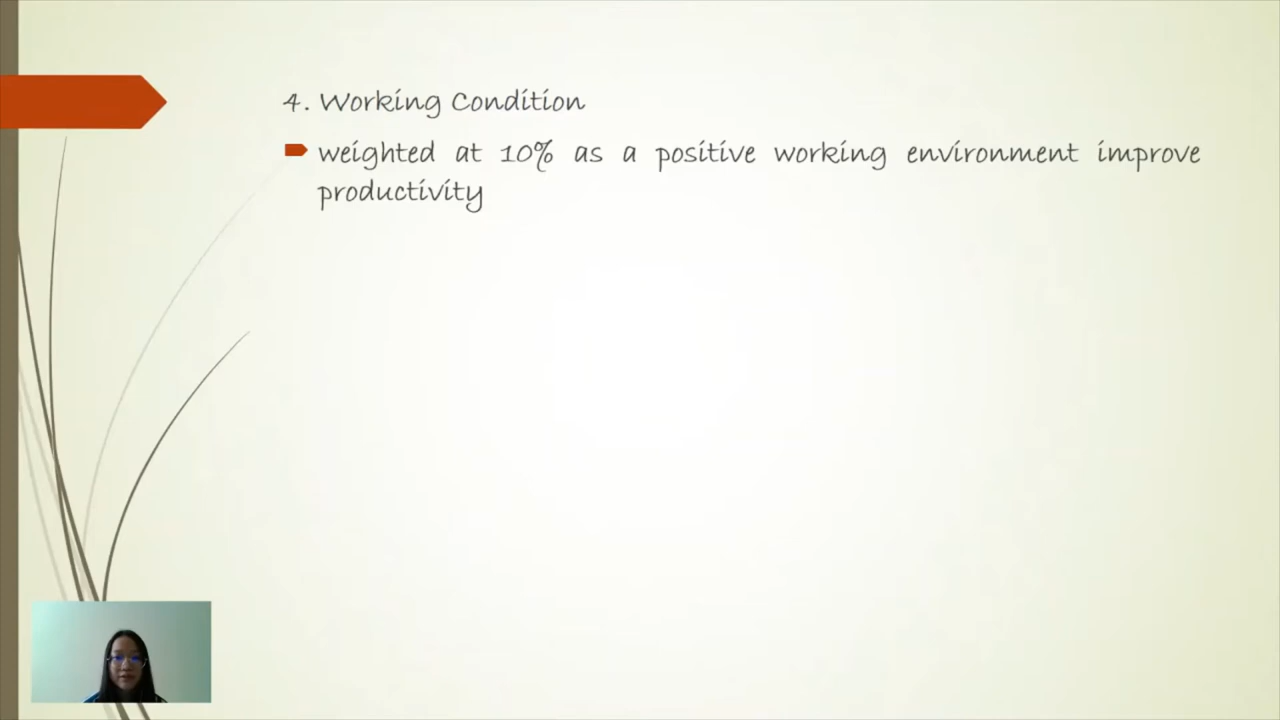 4. Working Condition
weighted at 10% as a positive working environment improve
productivity